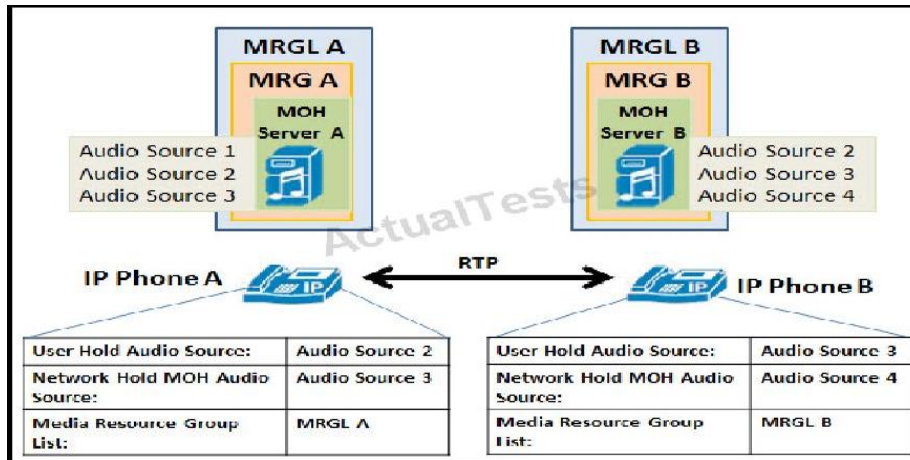 MRGL A
MRG A
MOH
Server A
Audio Source 1
Audio Source 2
Audio Source 3
MRGL B
MRG B
MOH
Server B
Audio Source 2
Audio Source 3
Audio Source 4
ActualTests
IP Phone A
IP
RTP
IP
IP Phone B
User Hold Audio Source: Audio Source 2
Network Hold MOH Audio Source: Audio Source 3
Media Resource Group List: MRGL A
User Hold Audio Source: Audio Source 3
Network Hold MOH Audio Source: Audio Source 4
Media Resource Group List: MRGL B